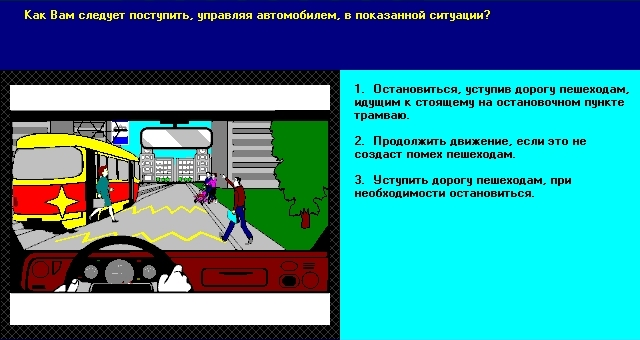 Как Вам следует поступить, управляя автомобилем, в показанной ситуации?
1. Остановиться, уступив дорогу пешеходам,
идущим к стоящему на остановочном пункте
трамваю.
2. Продолжить движение, если это не
создаст помех пешеходам.
3. Уступить дорогу пешеходам, при
необходимости остановиться.